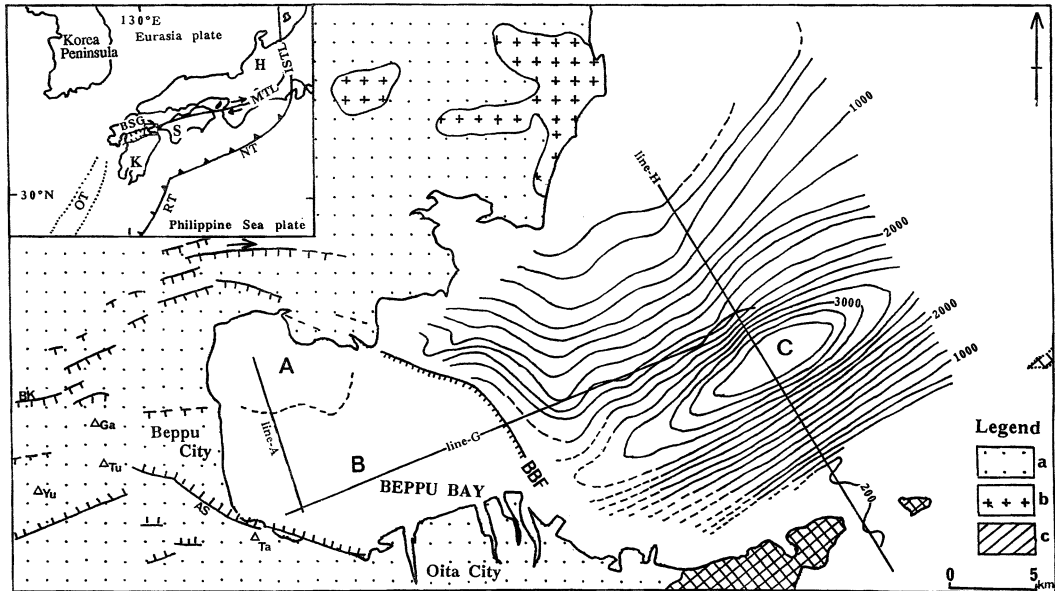 130°E
Korea
Peninsula
Eurasia plate
H
ISTL
MTL
BSG
S
K
NT
30°N
OT
RT
Philippine Sea plate
line-H
1000
2000
3000
2000
1000
C
A
line-A
B
line-G
BBF
BK
Ga
Beppu
City
Tu
Yu
AS
Ta
BEPPU BAY
Oita City
200
Legend
a
b
c
0 5
km